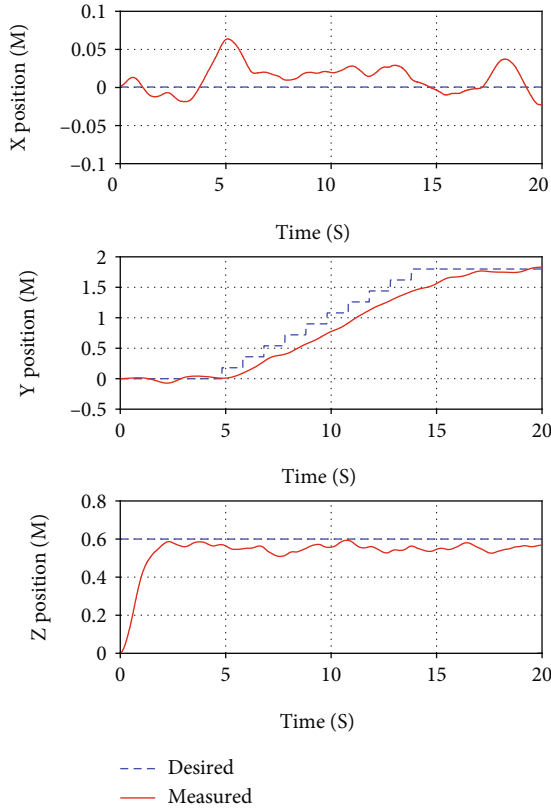 X position (M)
0.1
0.05
0
−0.05
−0.1
0 5 10 15 20
Time (S)
Y position (M)
2
1.5
1
0.5
0
−0.5
0 5 10 15 20
Time (S)
Z position (M)
0.8
0.6
0.4
0.2
0
0 5 10 15 20
Time (S)
Desired
Measured